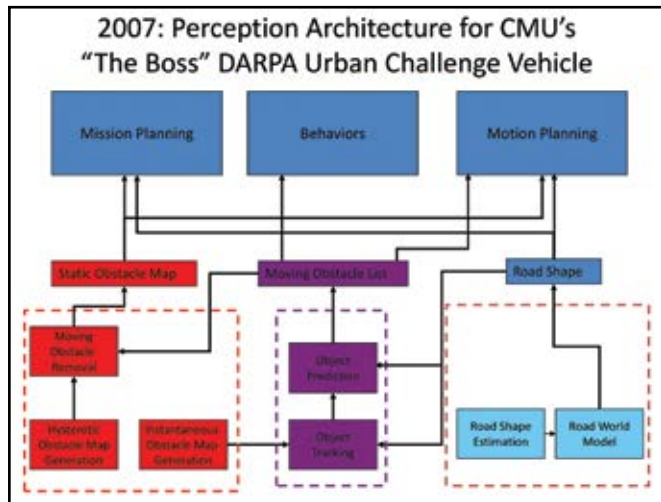 2007: Perception Architecture for CMU's
"The Boss" DARPA Urban Challenge Vehicle
Mission Planning
Behaviors
Motion Planning
Static Obstacle Map
Moving Obstacle List
Road Shape
Moving
Obstacle
Removal
Object
Prediction
Hysteretic
Obstacle Map
Generation
Instantaneous
Obstacle Map
Generation
Object
Tracking
Road Shape
Estimation
Road World
Model